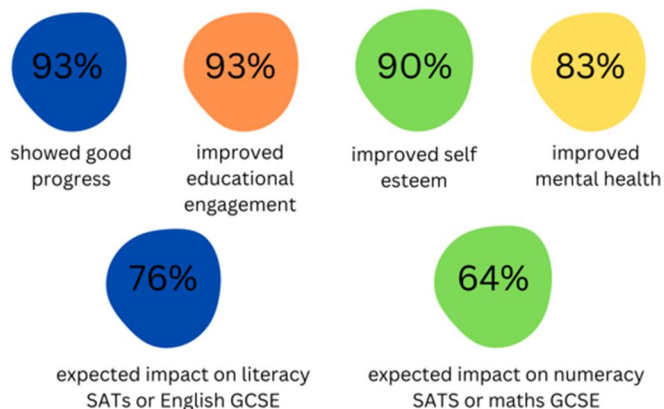 93%
93%
90%
83%
showed good
progress
improved
educational
engagement
improved self
esteem
improved
mental health
76%
64%
expected impact on literacy
SATs or English GCSE
expected impact on numeracy
SATS or maths GCSE